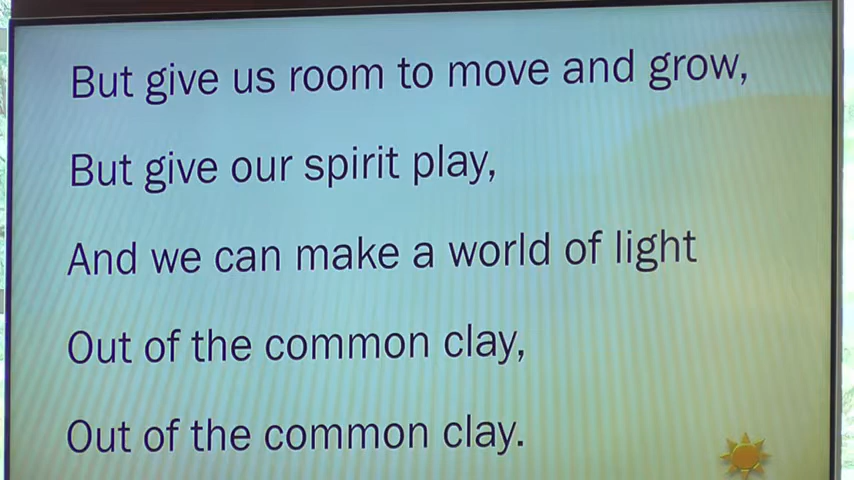 But give us room to move and grow,
But give our spirit play,
And we can make a world of light
Out of the common clay,
Out of the common clay.